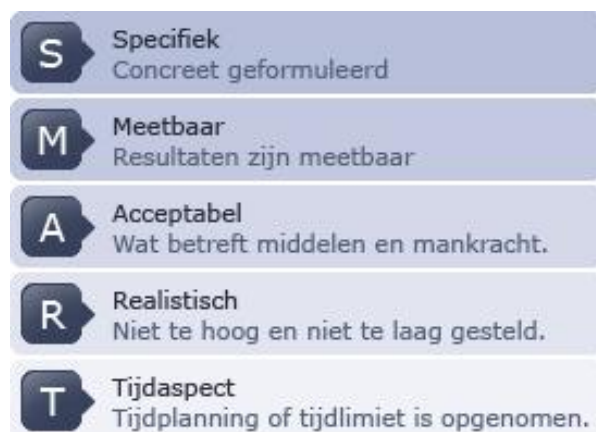 S
Specifiek
Concreet geformuleerd
M
Meetbaar
Resultaten zijn meetbaar
A
Acceptabel
Wat betreft middelen en mankracht.
R
Realistisch
Niet te hoog en niet te laag gesteld.
T
Tijdaspect
Tijdplanning of tijdlimiet is opgenomen.